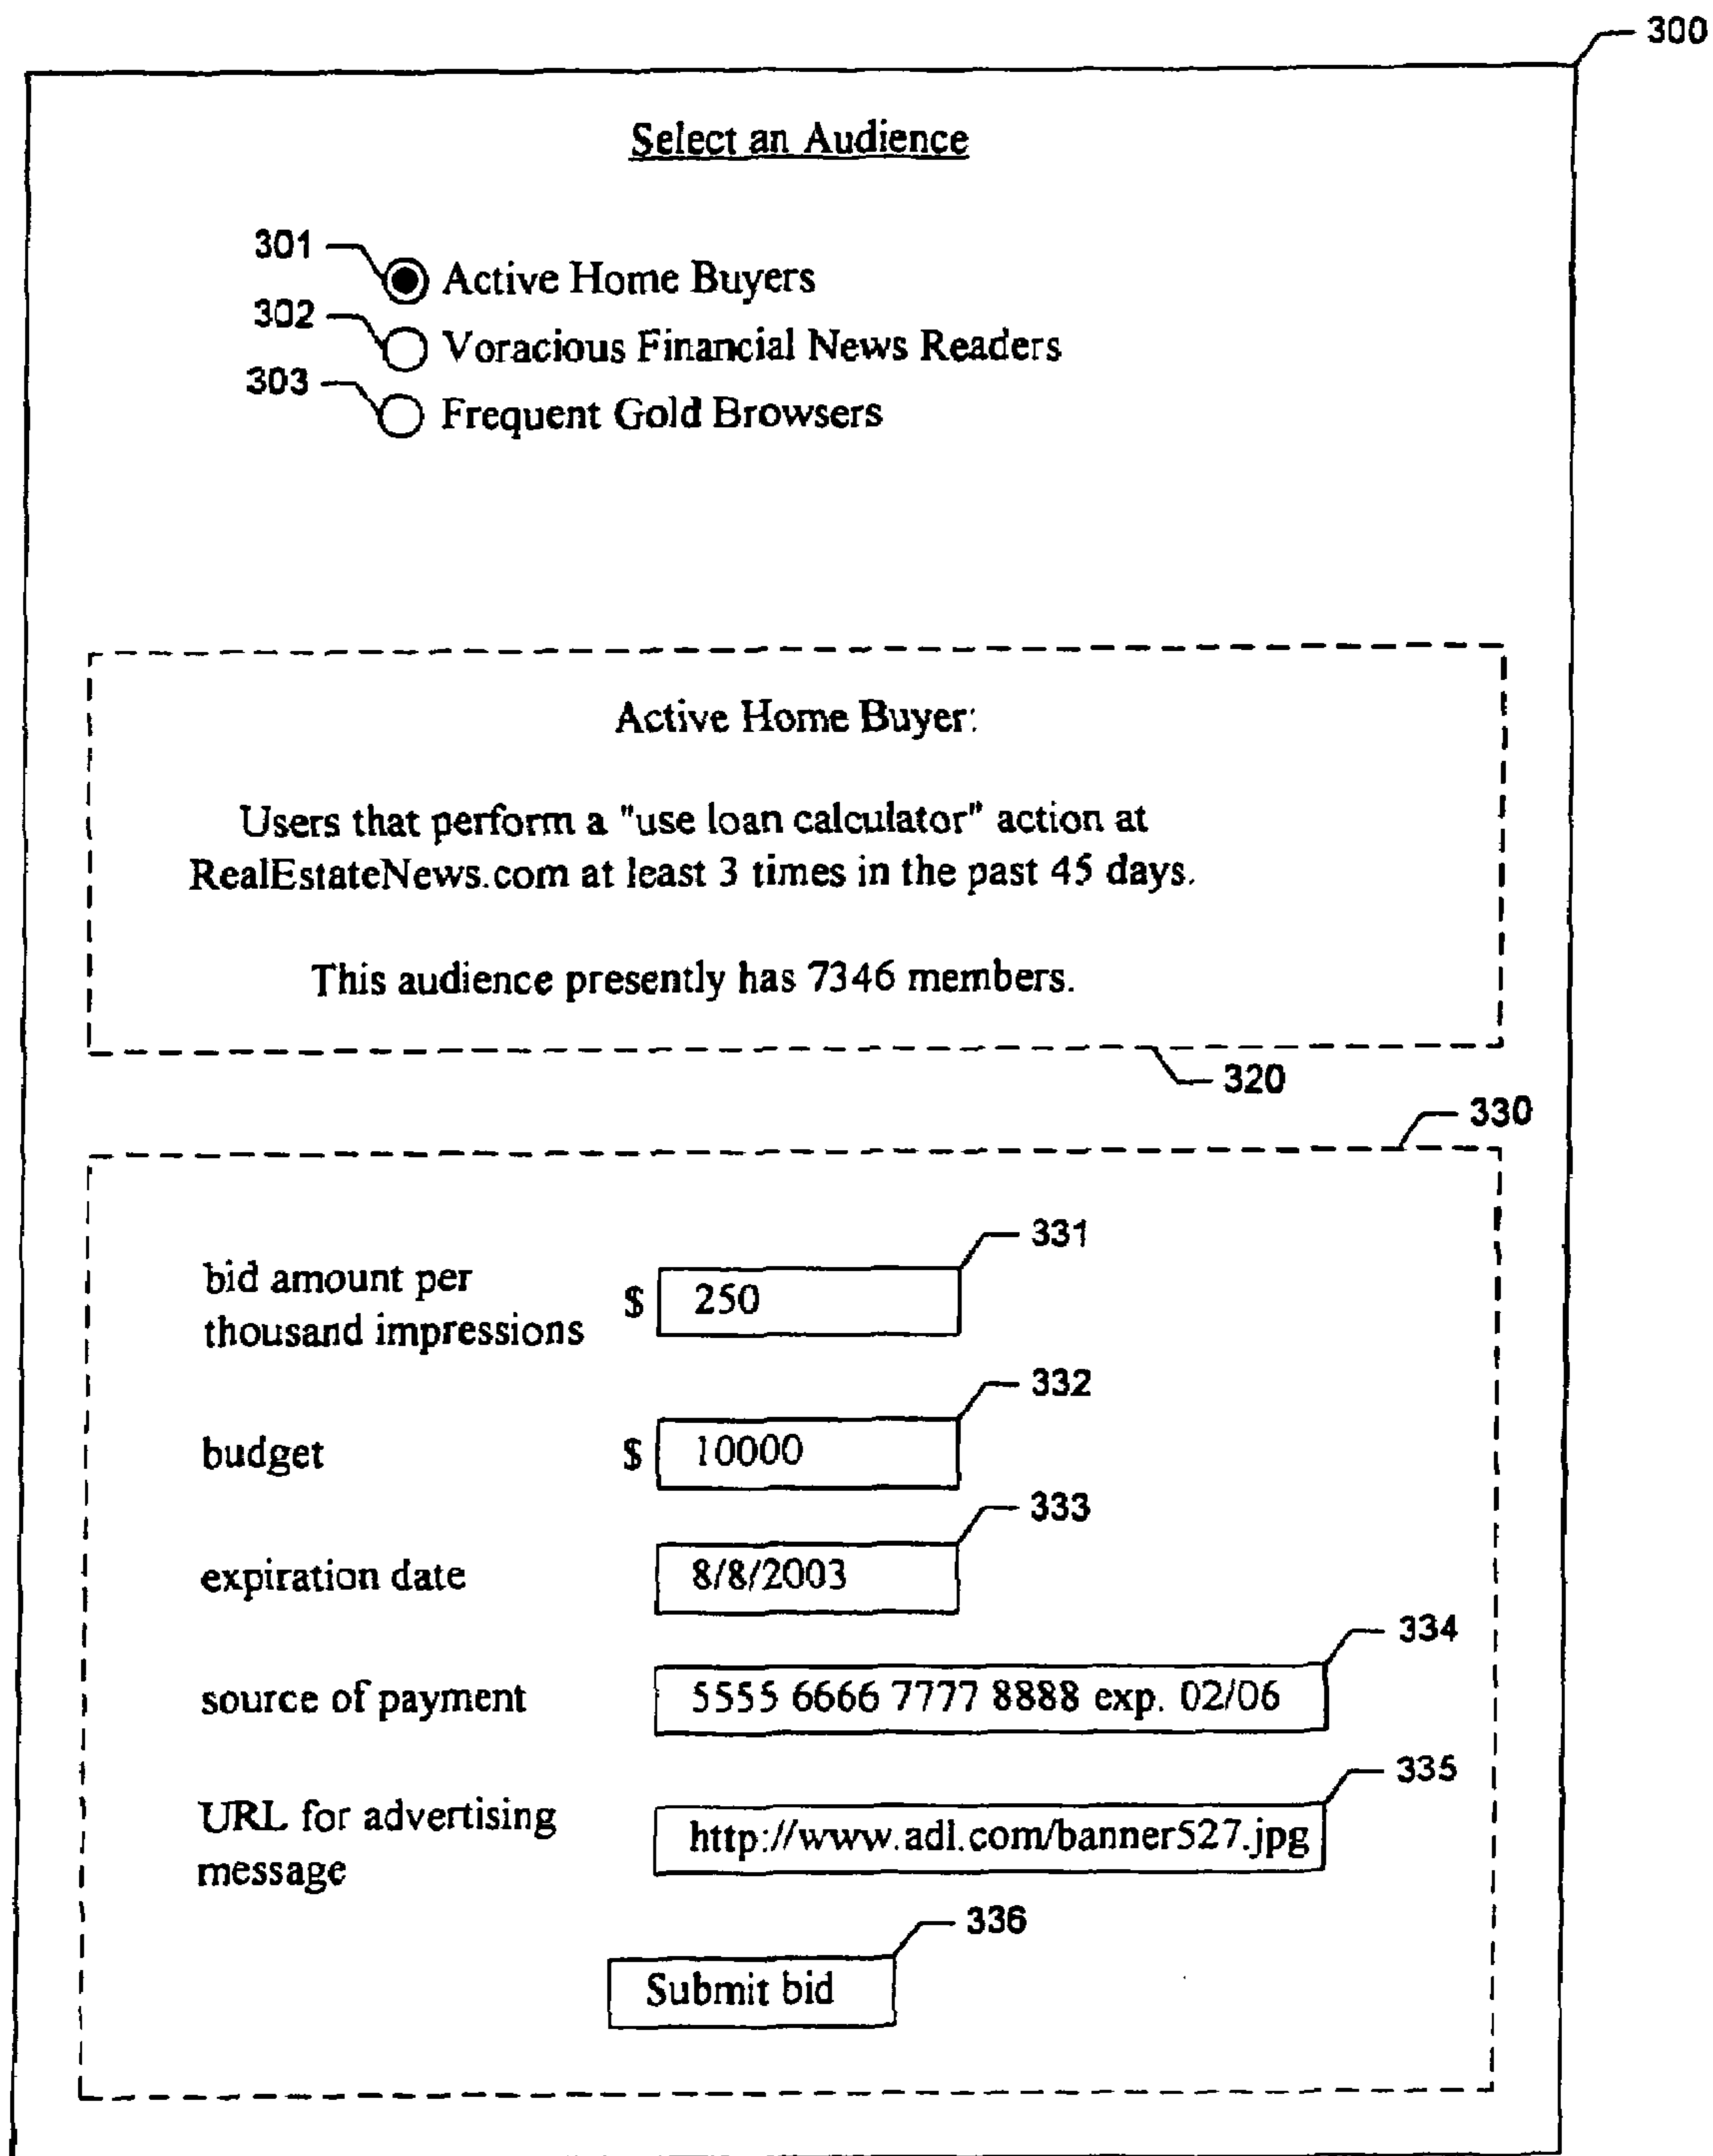 300
Select an Audience
301
Active Home Buyers
302
Voracious Financial News Readers
303
Frequent Gold Browsers
Active Home Buyer:
Users that perform a "use loan calculator" action at
RealEstateNews.com at least 3 times in the past 45 days.
This audience presently has 7346 members.
320
330
331
bid amount per
thousand impressions
$ 250
332
budget
$ 10000
333
expiration date
8/8/2003
334
source of payment
5555 6666 7777 8888 exp. 02/06
335
URL for advertising
message
http://www.adl.com/banner527.jpg
336
Submit bid